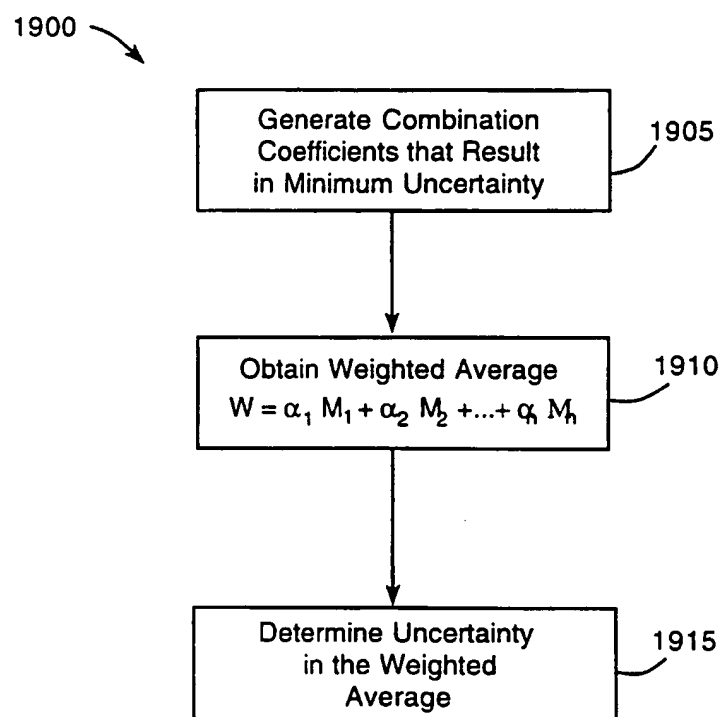 1900
Generate Combination
Coefficients that Result
in Minimum Uncertainty
1905
Obtain Weighted Average
W = α₁ M₁ + α₂ M₂ +...+ αₙ Mₙ
1910
Determine Uncertainty
in the Weighted
Average
1915